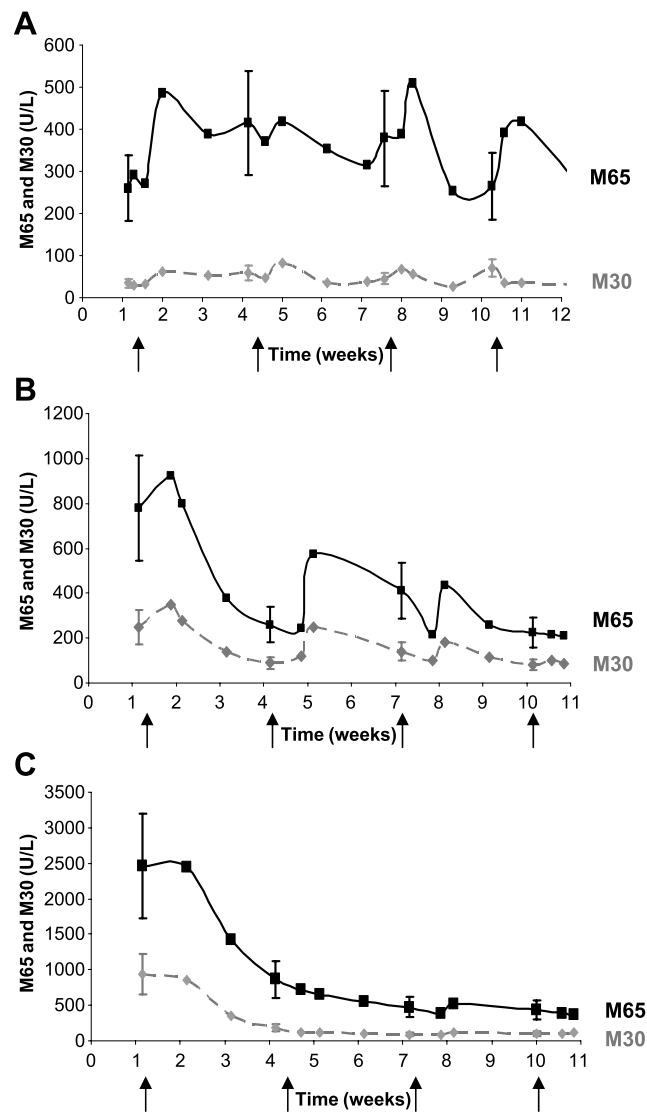 A
M65 and M30 (U/L)
600
500
400
300
200
100
0
0 1 2 3 4 5 6 7 8 9 10 11 12
Time (weeks)
M65
M30
B
M65 and M30 (U/L)
1200
1000
800
600
400
200
0
0 1 2 3 4 5 6 7 8 9 10 11
Time (weeks)
M65
M30
C
M65 and M30 (U/L)
3500
3000
2500
2000
1500
1000
500
0
0 1 2 3 4 5 6 7 8 9 10 11
Time (weeks)
M65
M30